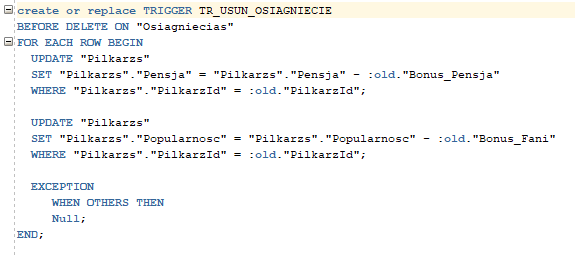 create or replace TRIGGER TR_USUN_OSIAGNIECIE
BEFORE DELETE ON "Osiagniecias"
FOR EACH ROW BEGIN
  UPDATE "Pilkarzs"
  SET "Pilkarzs"."Pensja" = "Pilkarzs"."Pensja" - :old."Bonus_Pensja"
  WHERE "Pilkarzs"."PilkarzId" = :old."PilkarzId";

  UPDATE "Pilkarzs"
  SET "Pilkarzs"."Popularnosc" = "Pilkarzs"."Popularnosc" - :old."Bonus_Fani"
  WHERE "Pilkarzs"."PilkarzId" = :old."PilkarzId";

  EXCEPTION
     WHEN OTHERS THEN
     Null;
END;